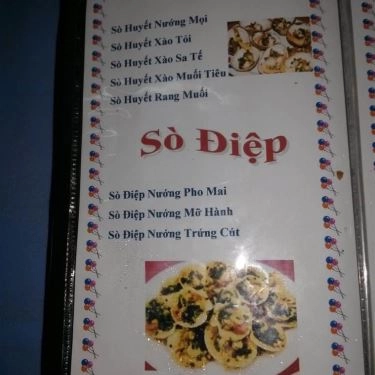 Sò Huyết Nướng Mọi
Sò Huyết Xào Tỏi
Sò Huyết Xào Sa Tế
Sò Huyết Xào Muối Tiêu
Sò Huyết Rang Muối
Sò Điệp
Sò Điệp Nướng Pho Mai
Sò Điệp Nướng Mỡ Hành
Sò Điệp Nướng Trứng Cút